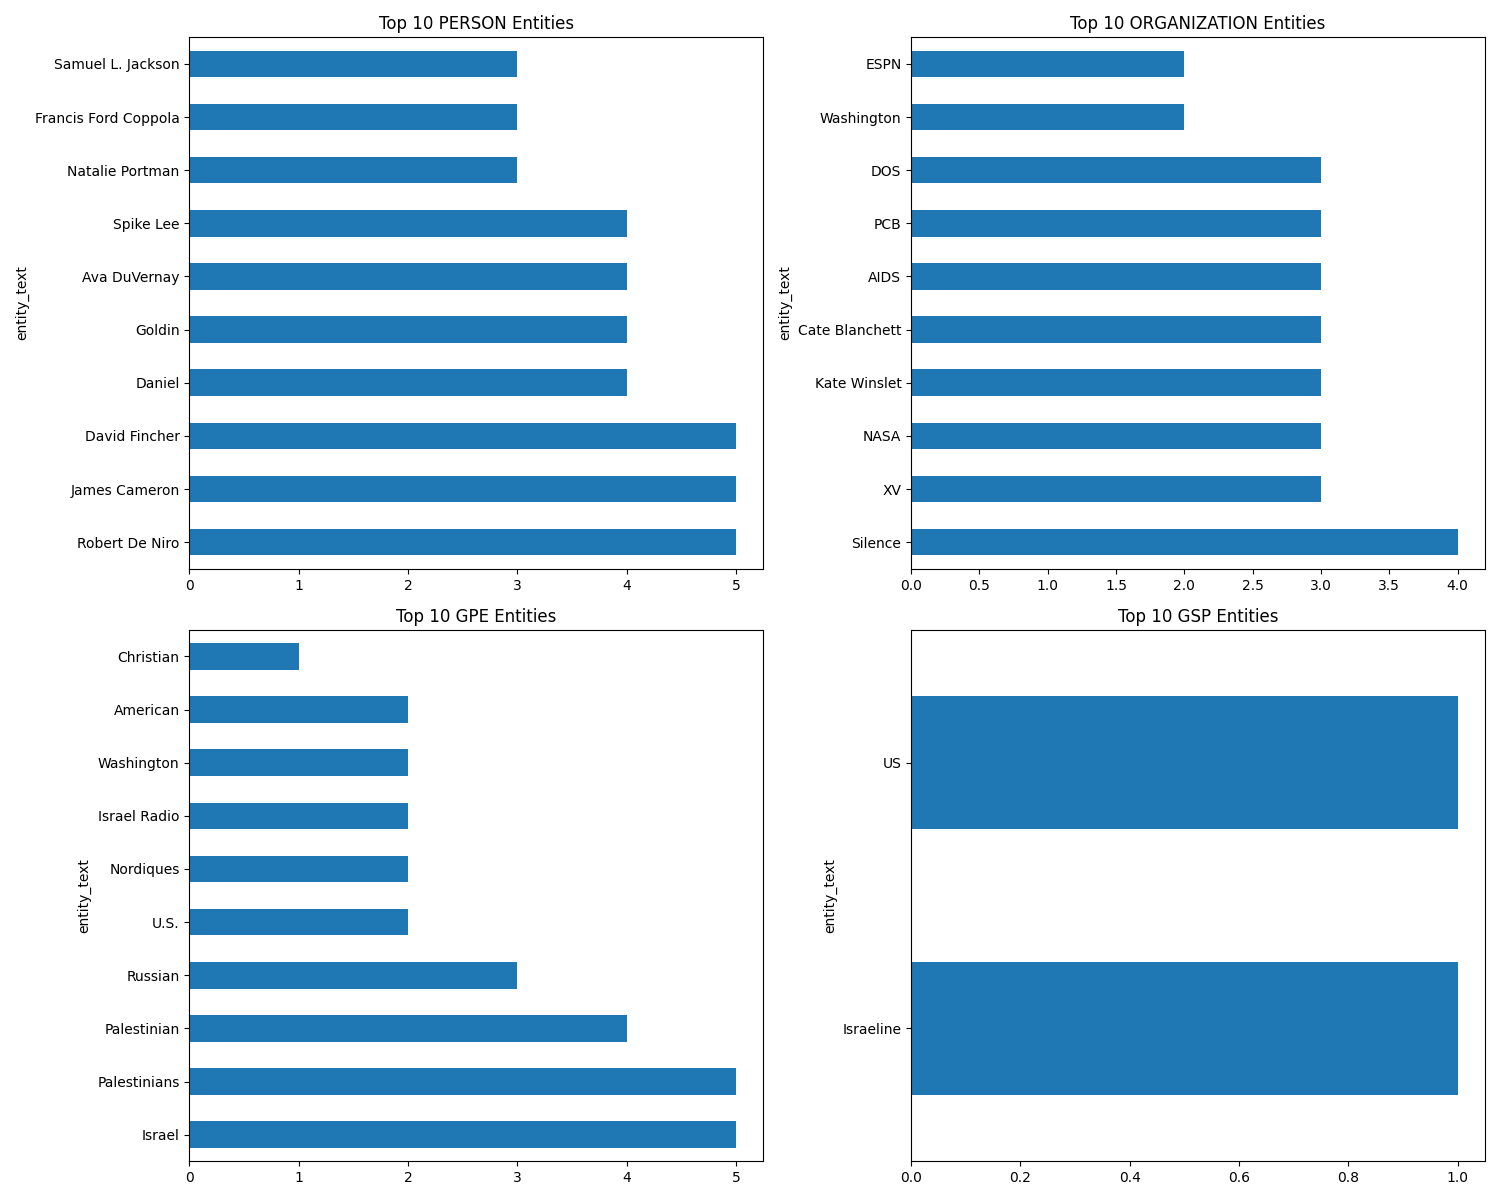 Top 10 PERSON Entities
entity_text
Samuel L. Jackson
Francis Ford Coppola
Natalie Portman
Spike Lee
Ava DuVernay
Goldin
Daniel
David Fincher
James Cameron
Robert De Niro
0 1 2 3 4 5
Top 10 ORGANIZATION Entities
entity_text
ESPN
Washington
DOS
PCB
AIDS
Cate Blanchett
Kate Winslet
NASA
XV
Silence
0.0 0.5 1.0 1.5 2.0 2.5 3.0 3.5 4.0
Top 10 GPE Entities
entity_text
Christian
American
Washington
Israel Radio
Nordiques
U.S.
Russian
Palestinian
Palestinians
Israel
0 1 2 3 4 5
Top 10 GSP Entities
entity_text
US
Israeline
0.0 0.2 0.4 0.6 0.8 1.0